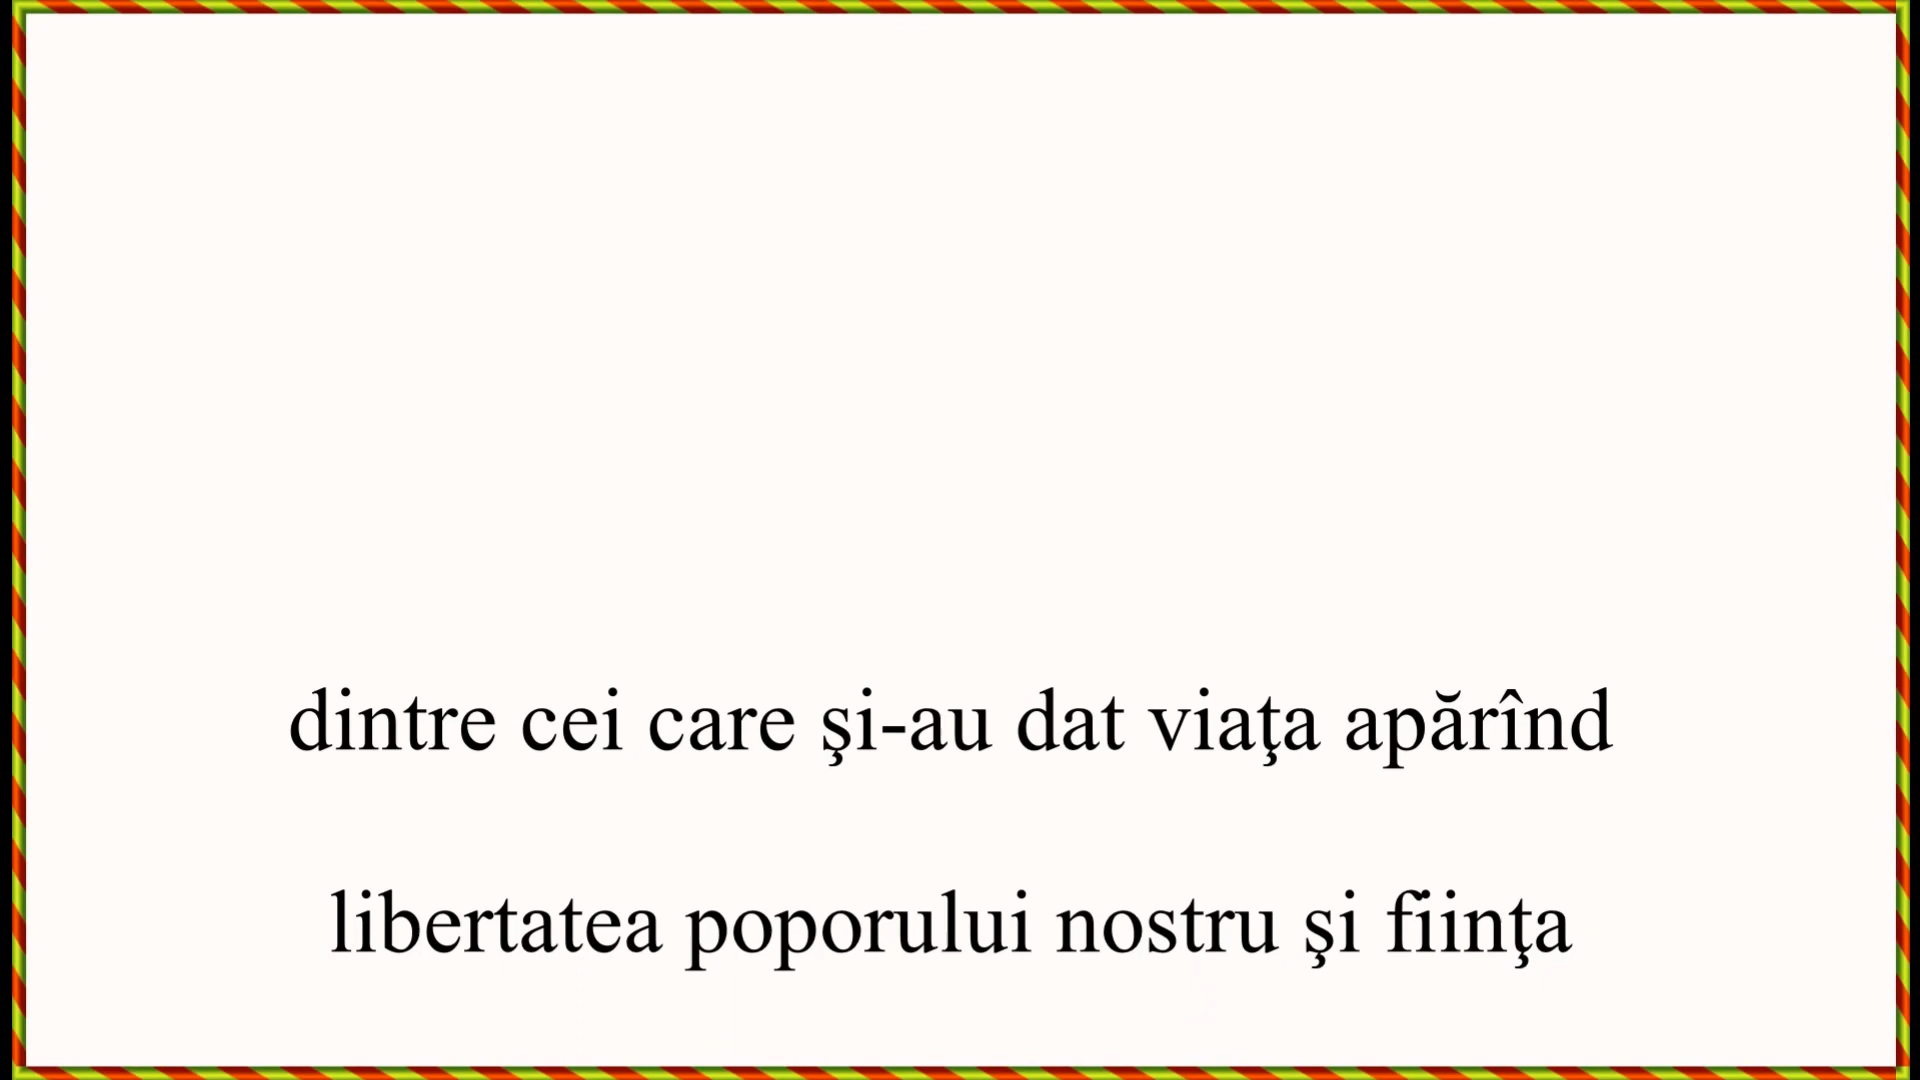 dintre cei care şi-au dat viaţa apărînd
libertatea poporului nostru şi fiinţa